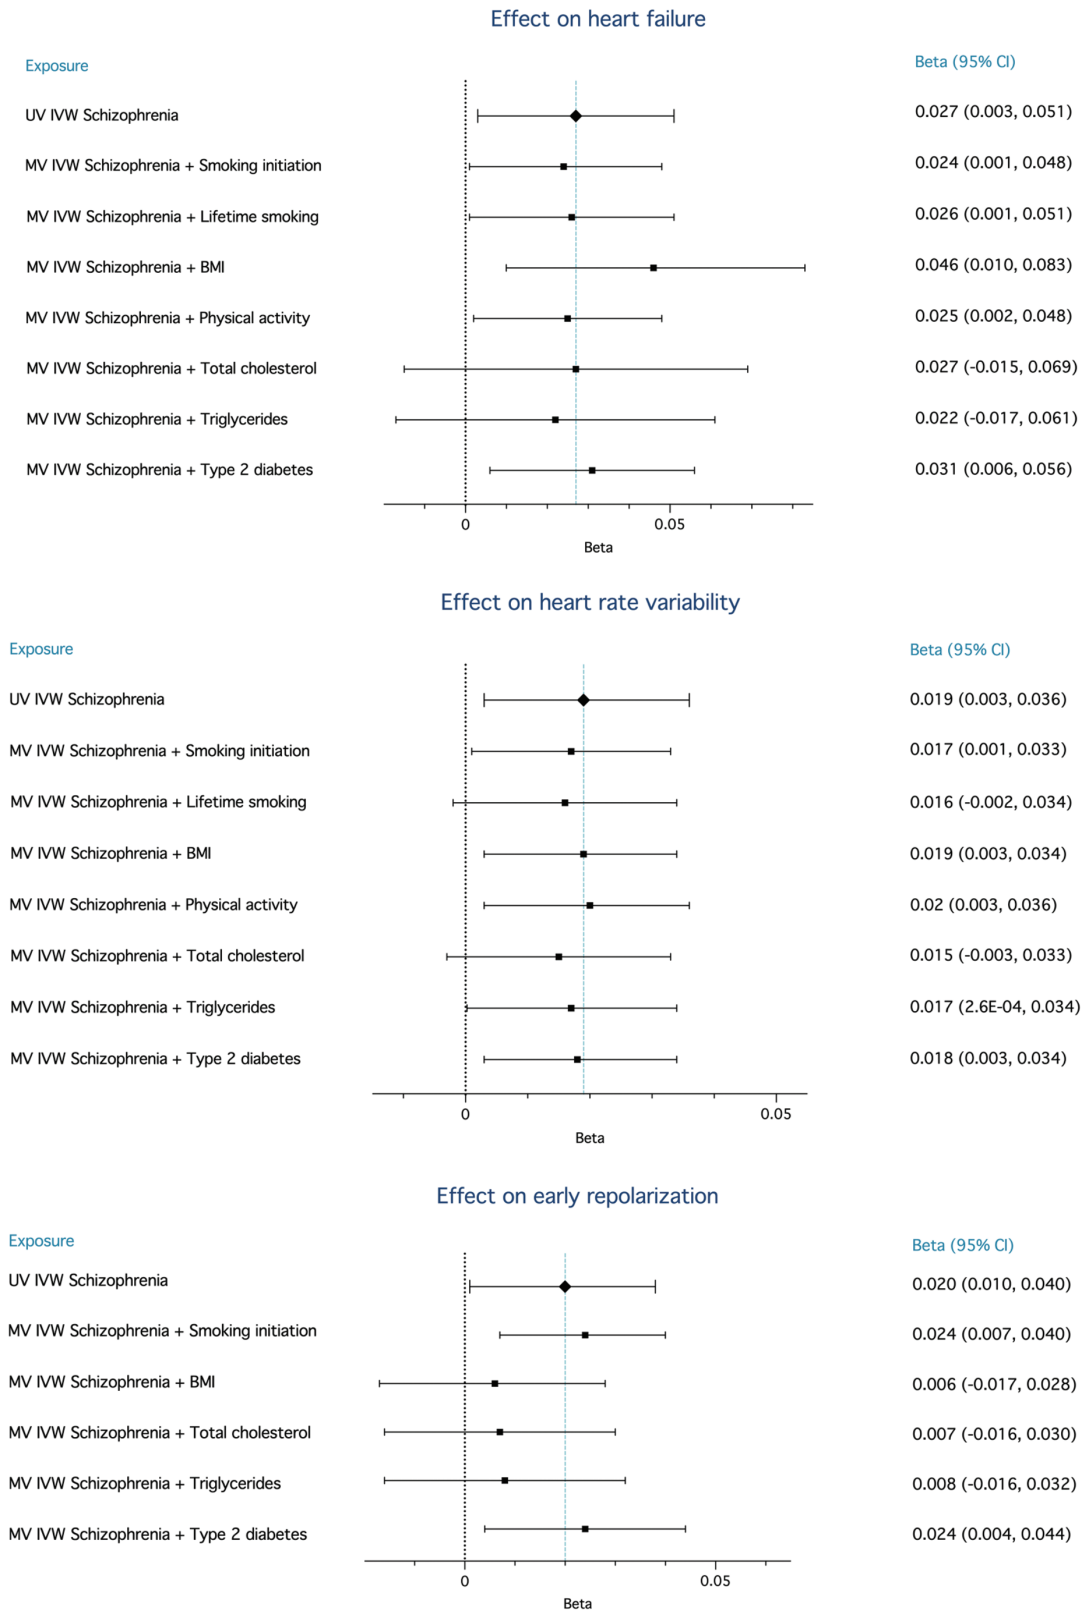 Effect on heart failure
Exposure Beta (95% CI)
UV IVW Schizophrenia 0.027 (0.003, 0.051)
MV IVW Schizophrenia + Smoking initiation 0.024 (0.001, 0.048)
MV IVW Schizophrenia + Lifetime smoking 0.026 (0.001, 0.051)
MV IVW Schizophrenia + BMI 0.046 (0.010, 0.083)
MV IVW Schizophrenia + Physical activity 0.025 (0.002, 0.048)
MV IVW Schizophrenia + Total cholesterol 0.027 (-0.015, 0.069)
MV IVW Schizophrenia + Triglycerides 0.022 (-0.017, 0.061)
MV IVW Schizophrenia + Type 2 diabetes 0.031 (0.006, 0.056)
0 0.05
Beta
Effect on heart rate variability
Exposure Beta (95% CI)
UV IVW Schizophrenia 0.019 (0.003, 0.036)
MV IVW Schizophrenia + Smoking initiation 0.017 (0.001, 0.033)
MV IVW Schizophrenia + Lifetime smoking 0.016 (-0.002, 0.034)
MV IVW Schizophrenia + BMI 0.019 (0.003, 0.034)
MV IVW Schizophrenia + Physical activity 0.02 (0.003, 0.036)
MV IVW Schizophrenia + Total cholesterol 0.015 (-0.003, 0.033)
MV IVW Schizophrenia + Triglycerides 0.017 (2.6E-04, 0.034)
MV IVW Schizophrenia + Type 2 diabetes 0.018 (0.003, 0.034)
0 0.05
Beta
Effect on early repolarization
Exposure Beta (95% CI)
UV IVW Schizophrenia 0.020 (0.010, 0.040)
MV IVW Schizophrenia + Smoking initiation 0.024 (0.007, 0.040)
MV IVW Schizophrenia + BMI 0.006 (-0.017, 0.028)
MV IVW Schizophrenia + Total cholesterol 0.007 (-0.016, 0.030)
MV IVW Schizophrenia + Triglycerides 0.008 (-0.016, 0.032)
MV IVW Schizophrenia + Type 2 diabetes 0.024 (0.004, 0.044)
0 0.05
Beta